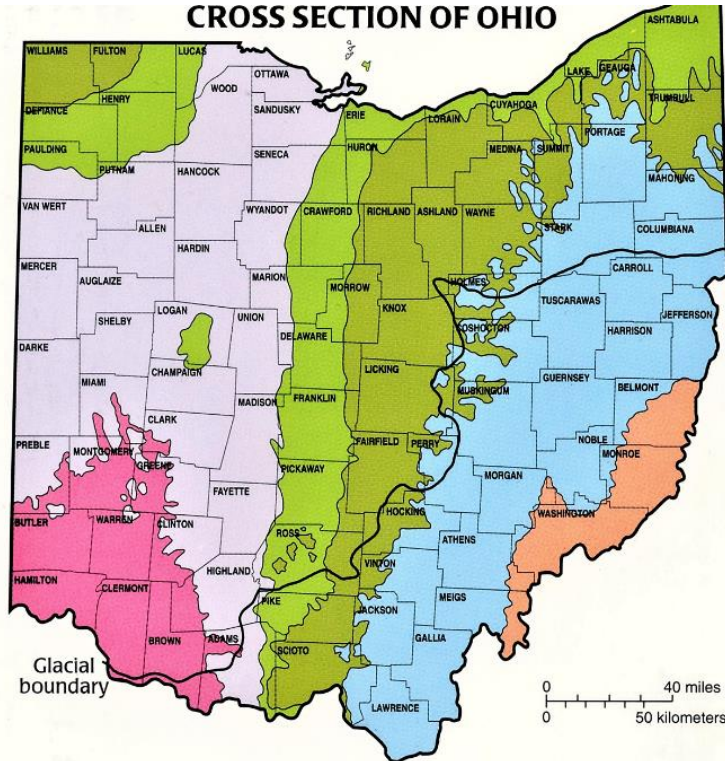 CROSS SECTION OF OHIO
ASHTABULA
WILLIAMS FULTON LUCAS
LAKE GEAUGA
OTTAWA
WOOD
HENRY
SANDUSKY
DEFIANCE
ERIE
CUYAHOGA
TRUMBULL
LORAIN
PORTAGE
PAULDING
HURON
MEDINA SUMMIT
SENECA
PUTNAM
HANCOCK
MAHONING
VAN WERT
WYANDOT
CRAWFORD RICHLAND ASHLAND WAYNE
ALLEN
STARK
COLUMBIANA
HARDIN
MERCER
MARION
CARROLL
AUGLAIZE
HOLMES
MORROW
LOGAN
UNION
KNOX
TUSCARAWAS
SHELBY
JEFFERSON
COSHOCTON
HARRISON
DELAWARE
DARKE
CHAMPAIGN
LICKING
MIAMI
GUERNSEY
BELMONT
MUSKINGUM
MADISON FRANKLIN
CLARK
PREBLE
MONTGOMERY
FAIRFIELD PERRY
NOBLE
MONROE
GREENE
PICKAWAY
MORGAN
FAYETTE
HOCKING
WASHINGTON
BUTLER
WARREN
CLINTON
ROSS
ATHENS
VINTON
HAMILTON
HIGHLAND
CLERMONT
MEIGS
PIKE
JACKSON
BROWN
ADAMS
GALLIA
SCIOTO
Glacial
boundary
0 40 miles
0 50 kilometers
LAWRENCE